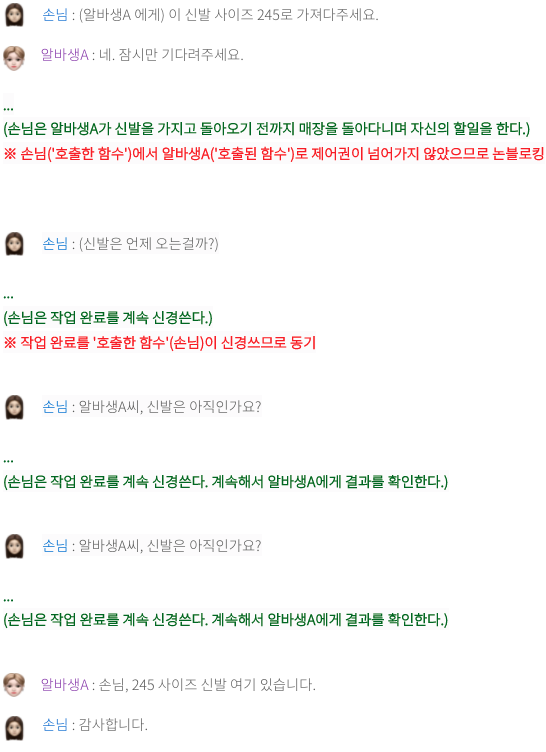 손님 : (알바생A 에게) 이 신발 사이즈 245로 가져다주세요.
알바생A : 네. 잠시만 기다려주세요.
...
(손님은 알바생A가 신발을 가지고 돌아오기 전까지 매장을 돌아다니며 자신의 할일을 한다.)
※ 손님('호출한 함수')에서 알바생A('호출된 함수')로 제어권이 넘어가지 않았으므로 논블로킹
손님 : (신발은 언제 오는걸까?)
...
(손님은 작업 완료를 계속 신경쓴다.)
※ 작업 완료를 '호출한 함수'(손님)이 신경쓰므로 동기
손님 : 알바생A씨, 신발은 아직인가요?
...
(손님은 작업 완료를 계속 신경쓴다. 계속해서 알바생A에게 결과를 확인한다.)
손님 : 알바생A씨, 신발은 아직인가요?
...
(손님은 작업 완료를 계속 신경쓴다. 계속해서 알바생A에게 결과를 확인한다.)
알바생A : 손님, 245 사이즈 신발 여기 있습니다.
손님 : 감사합니다.